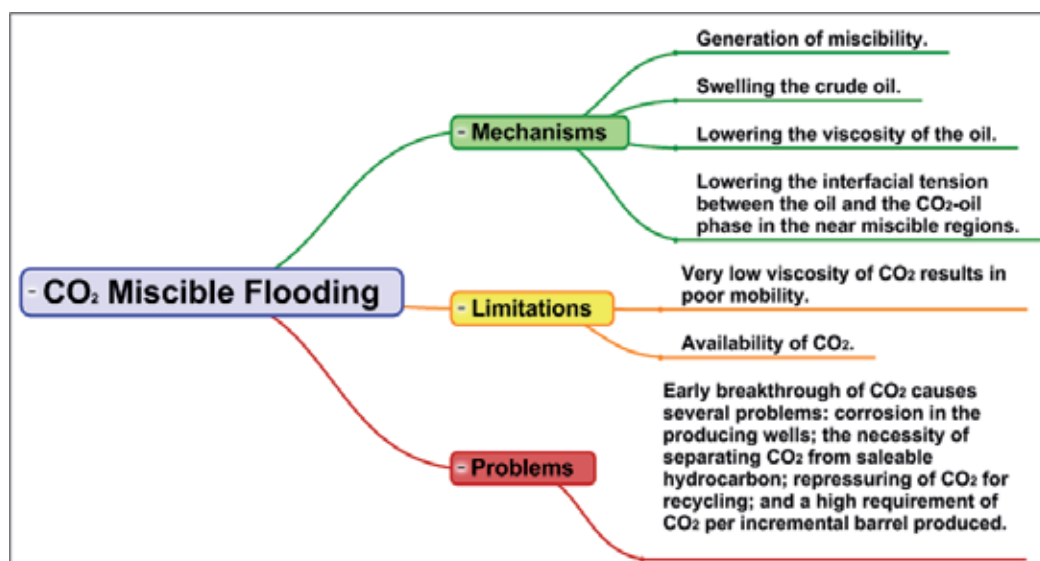 CO₂ Miscible Flooding
Mechanisms
Generation of miscibility.
Swelling the crude oil.
Lowering the viscosity of the oil.
Lowering the interfacial tension
between the oil and the CO₂-oil
phase in the near miscible regions.
Limitations
Very low viscosity of CO₂ results in
poor mobility.
Availability of CO₂.
Problems
Early breakthrough of CO₂ causes
several problems: corrosion in the
producing wells; the necessity of
separating CO₂ from saleable
hydrocarbon; repressuring of CO₂ for
recycling; and a high requirement of
CO₂ per incremental barrel produced.